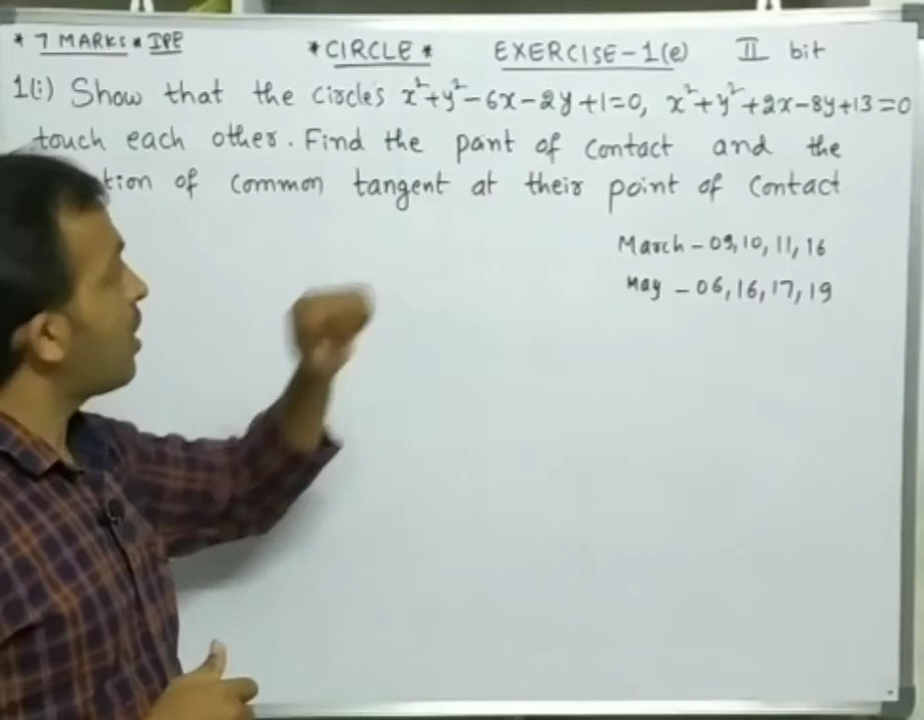 * 7 MARKS * IPE * CIRCLE * EXERCISE-1(e) II bit
1(i) Show that the circles x²+y²-6x-2y+1=0, x²+y²+2x-8y+13=0
touch each other. Find the pant of contact and the
tion of common tangent at their point of contact
March - 09, 10, 11, 16
May - 06, 16, 17, 19